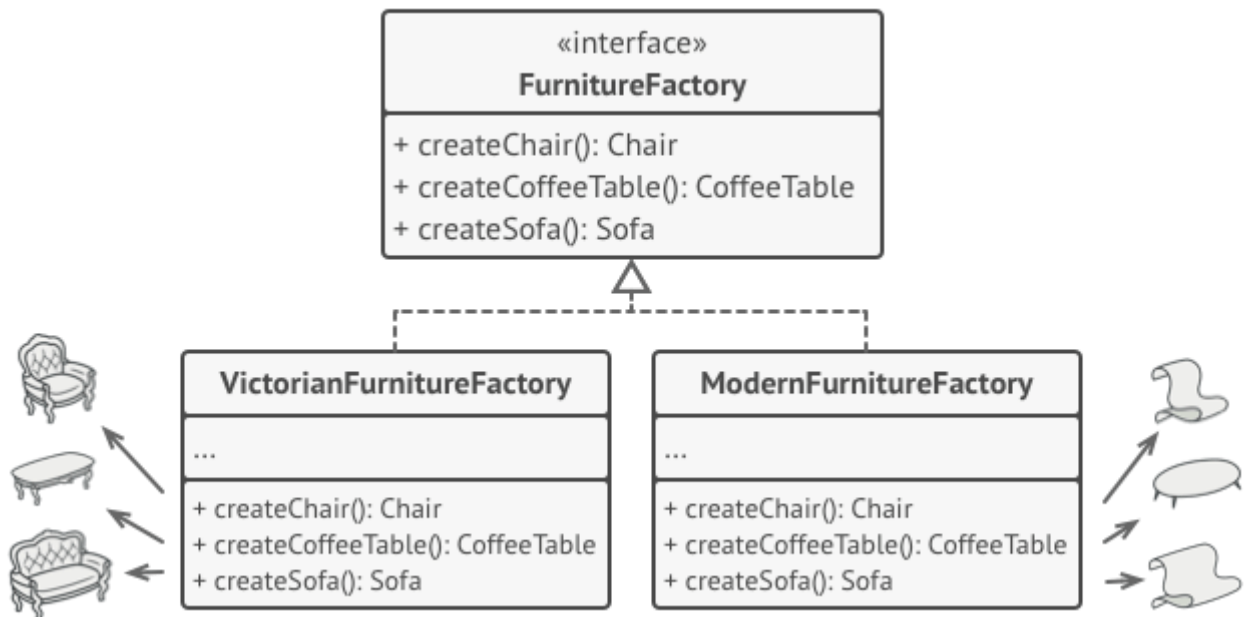 «interface»
FurnitureFactory
+ createChair(): Chair
+ createCoffeeTable(): CoffeeTable
+ createSofa(): Sofa
VictorianFurnitureFactory
...
+ createChair(): Chair
+ createCoffeeTable(): CoffeeTable
+ createSofa(): Sofa
ModernFurnitureFactory
...
+ createChair(): Chair
+ createCoffeeTable(): CoffeeTable
+ createSofa(): Sofa